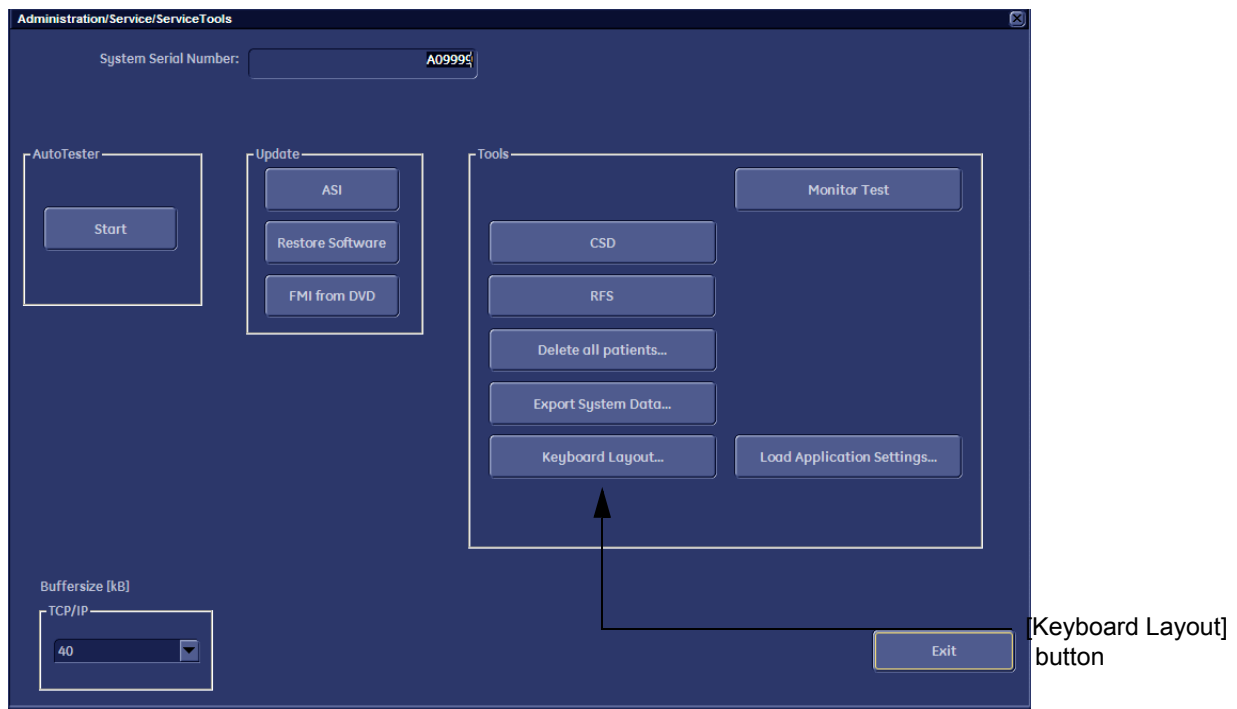 Administration/Service/ServiceTools
System Serial Number: A09999
AutoTester
Start
Update
ASI
Restore Software
FMI from DVD
Tools
Monitor Test
CSD
RFS
Delete all patients...
Export System Data...
Keyboard Layout...
Load Application Settings...
Buffersize [kB]
TCP/IP
40
Exit
[Keyboard Layout]
button